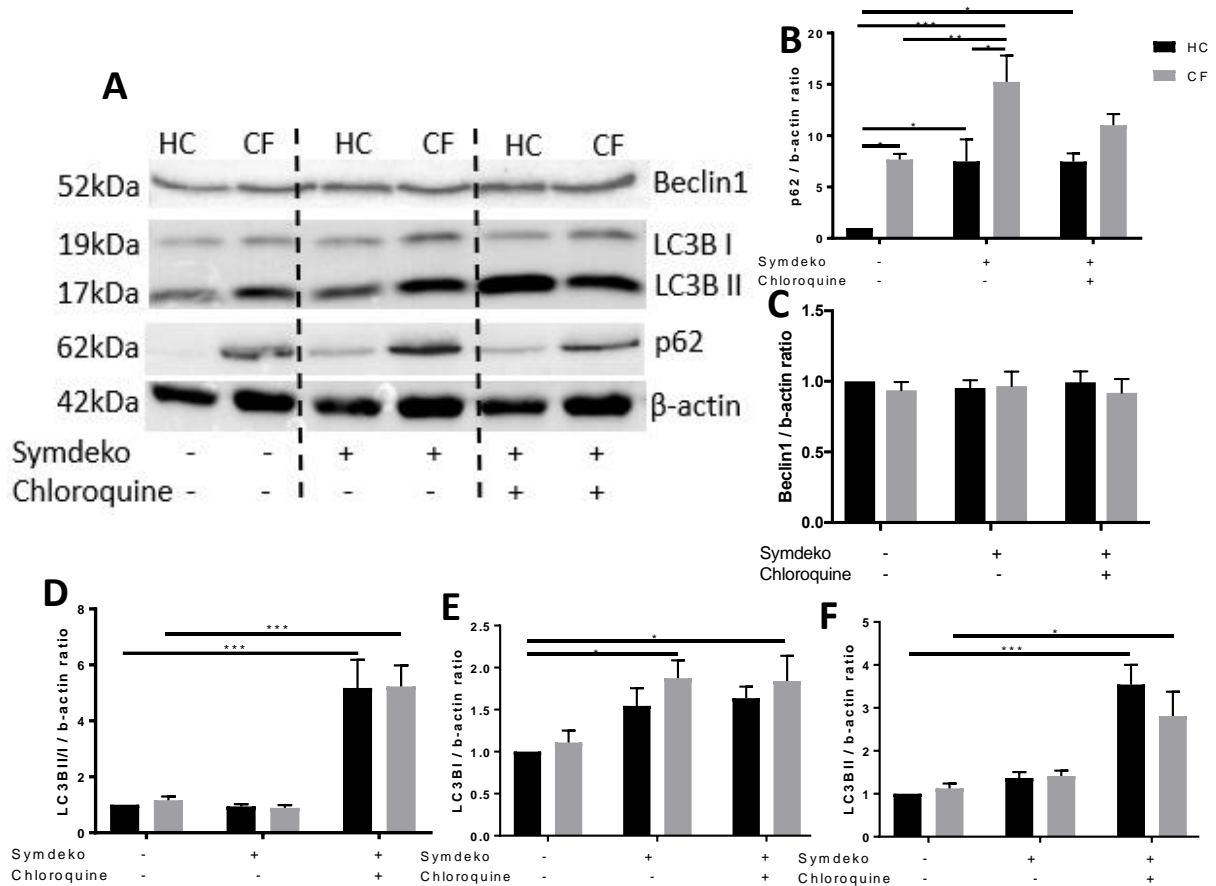 A
HC CF HC CF HC CF
52kDa Beclin1
19kDa LC3B I
17kDa LC3B II
62kDa p62
42kDa β-actin
Symdeko - - + + + +
Chloroquine - - - - + +
B
p62 / b-actin ratio
20
15
10
5
0
*
***
**
*
*
*
HC
CF
Symdeko - + +
Chloroquine - - +
C
Beclin1 / b-actin ratio
1.5
1.0
0.5
0.0
Symdeko - + +
Chloroquine - - +
D
LC3BII/I / b-actin ratio
8
6
4
2
0
***
***
Symdeko - + +
Chloroquine - - +
E
LC3BI / b-actin ratio
2.5
2.0
1.5
1.0
0.5
0.0
*
*
Symdeko - + +
Chloroquine - - +
F
LC3BII / b-actin ratio
5
4
3
2
1
0
*
***
Symdeko - + +
Chloroquine - - +